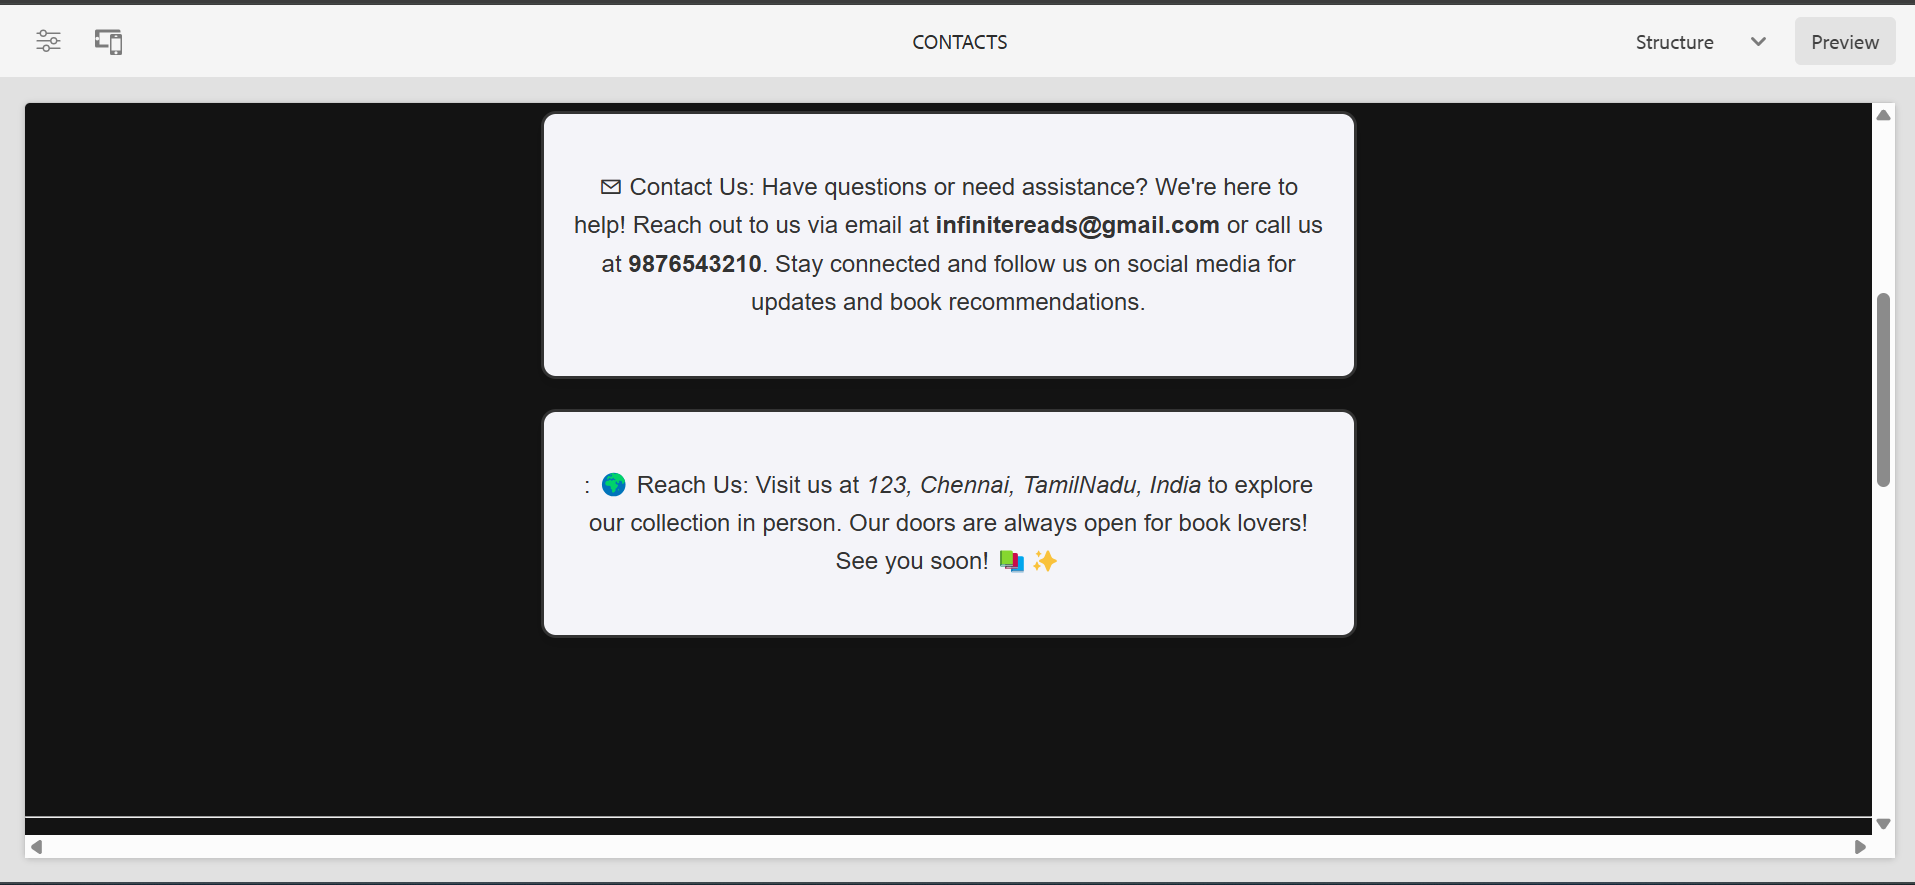 CONTACTS
Structure
Preview
✉ Contact Us: Have questions or need assistance? We're here to
help! Reach out to us via email at infinitereads@gmail.com or call us
at 9876543210. Stay connected and follow us on social media for
updates and book recommendations.
: 🌍 Reach Us: Visit us at 123, Chennai, TamilNadu, India to explore
our collection in person. Our doors are always open for book lovers!
See you soon! 📚 ✨